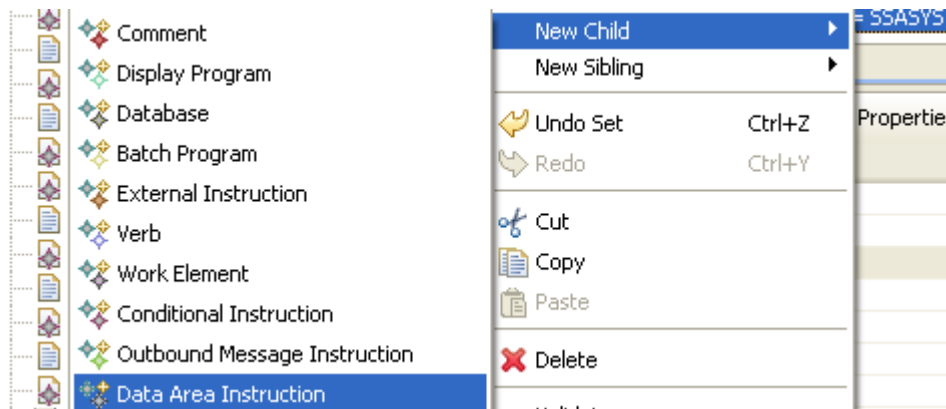 Comment
Display Program
Database
Batch Program
External Instruction
Verb
Work Element
Conditional Instruction
Outbound Message Instruction
Data Area Instruction
New Child
New Sibling
Undo Set Ctrl+Z
Redo Ctrl+Y
Cut
Copy
Paste
Delete
= SSASYS
Propertie